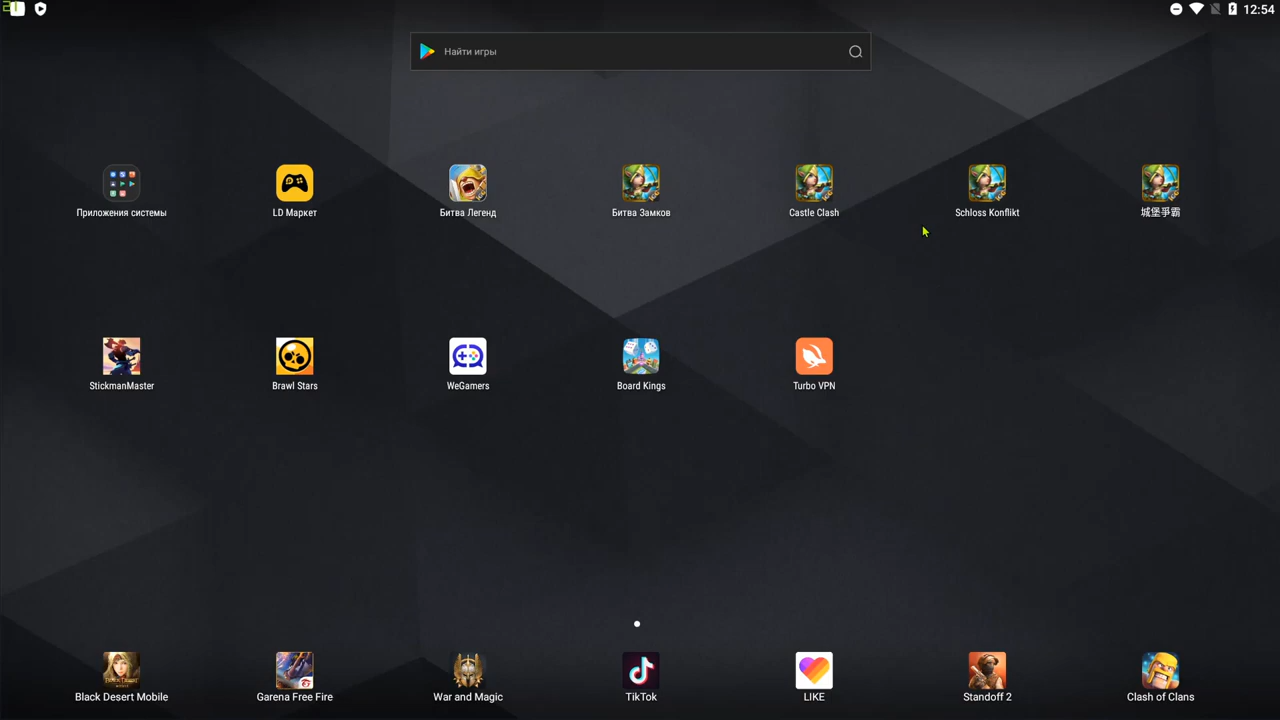 21
12:54
Найти игры
Приложения системы
LD Маркет
Битва Легенд
Битва Замков
Castle Clash
Schloss Konflikt
城堡爭霸
StickmanMaster
Brawl Stars
WeGamers
Board Kings
Turbo VPN
Black Desert Mobile
Garena Free Fire
War and Magic
TikTok
LIKE
Standoff 2
Clash of Clans